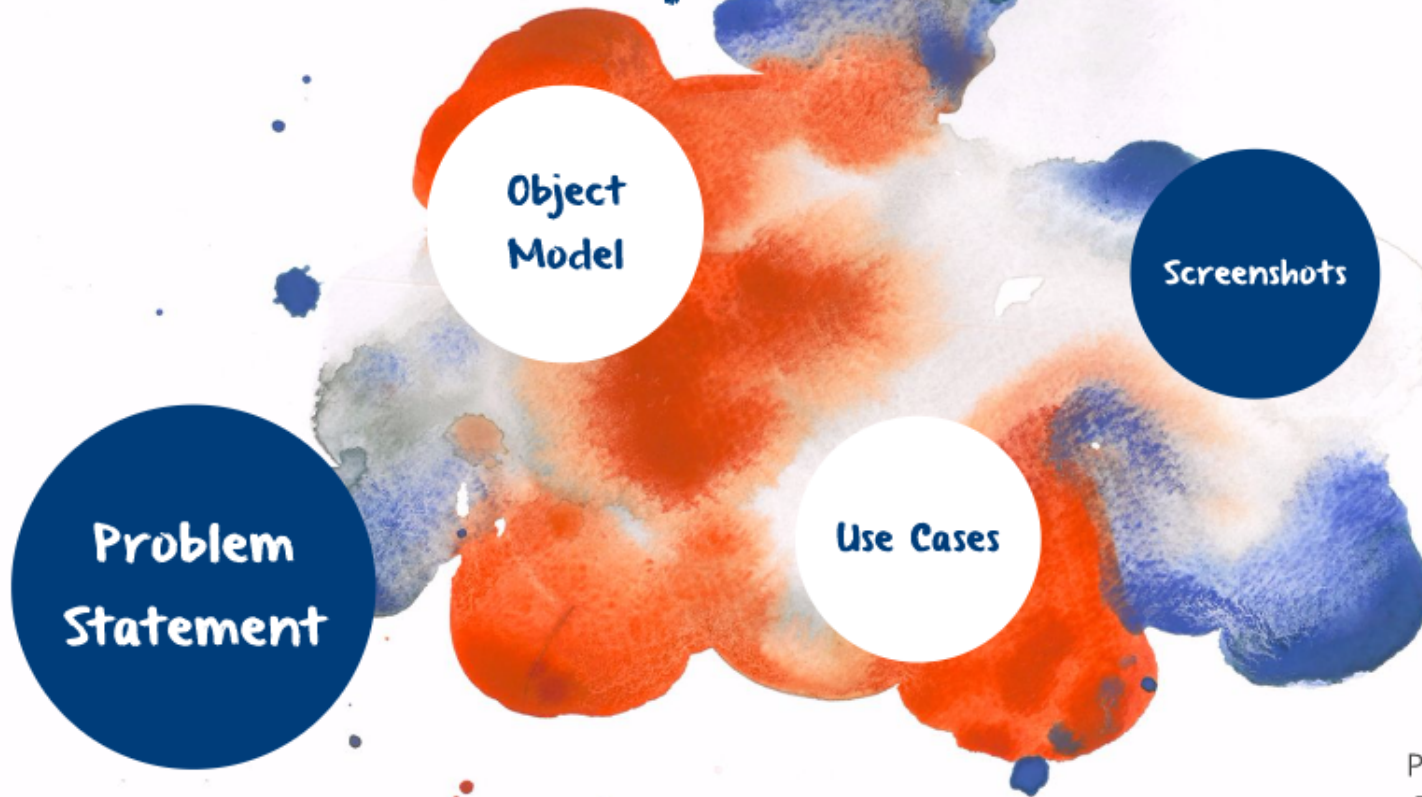 Object
Model
Screenshots
Use Cases
Problem
Statement
P